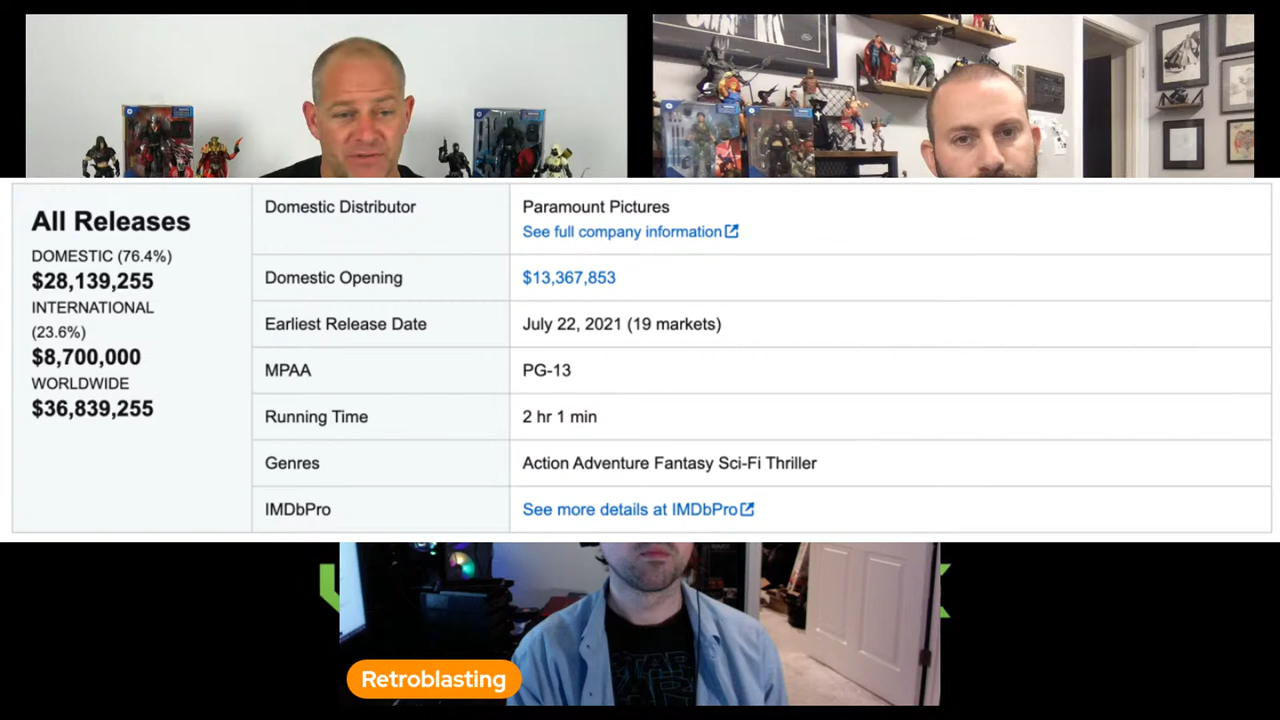 All Releases
DOMESTIC (76.4%)
$28,139,255
INTERNATIONAL
(23.6%)
$8,700,000
WORLDWIDE
$36,839,255
Domestic Distributor
Paramount Pictures
See full company information
Domestic Opening
$13,367,853
Earliest Release Date
July 22, 2021 (19 markets)
MPAA
PG-13
Running Time
2 hr 1 min
Genres
Action Adventure Fantasy Sci-Fi Thriller
IMDbPro
See more details at IMDbPro
STAR
WAR
Retroblasting